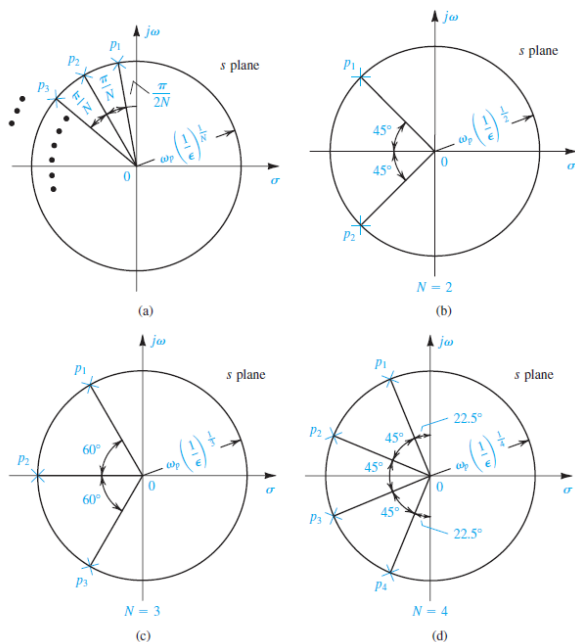 jω
p₁
s plane
p₂
p₃
π/N
π/N
π/2N
0
ωₚ(1/ϵ)^(1/N)
σ
(a)
jω
s plane
p₁
45°
45°
0
ωₚ(1/ϵ)^(1/2)
σ
p₂
N = 2
(b)
jω
s plane
p₁
60°
p₂
60°
0
ωₚ(1/ϵ)^(1/3)
σ
p₃
N = 3
(c)
jω
s plane
p₁
22.5°
p₂
45°
45°
45°
0
ωₚ(1/ϵ)^(1/4)
σ
p₃
22.5°
p₄
N = 4
(d)